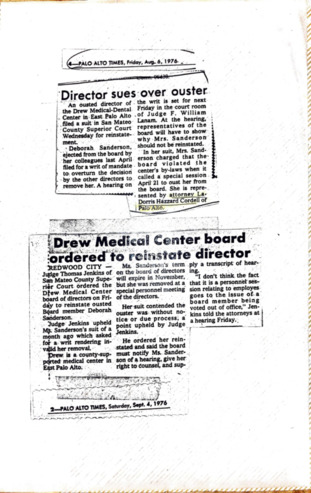 4—PALO ALTO TIMES, Friday, Aug. 6, 1976
Director sues over ouster
An ousted director of
the Drew Medical-Dental
Center in East Palo Alto
filed a suit in San Mateo
County Superior Court
Wednesday for reinstate-
ment.
Deborah Sanderson,
ejected from the board by
her colleagues last April
filed for a writ of mandate
to overturn the decision
by the other directors to
remove her. A hearing on
the writ is set for next
Friday in the court room
of Judge F. William
Lanam. At the hearing,
representatives of the
board will have to show
why Mrs. Sanderson
should not be reinstated.
In her suit, Mrs. Sand-
erson charged that the
board violated the
center's by-laws when it
called a special session
April 21 to oust her from
the board. She is repre-
sented by attorney La-
Dorris Hazzard Cordell of
Palo Alto.
Drew Medical Center board
ordered to reinstate director
REDWOOD CITY —
Judge Thomas Jenkins of
San Mateo County Supe-
rior Court ordered the
Drew Medical Center
board of directors on Fri-
day to reinstate ousted
Board member Deborah
Sanderson.
Judge Jenkins upheld
Ms. Sanderson's suit of a
month ago which asked
for a writ rendering in-
valid her removal.
Drew is a county-sup-
ported medical center in
East Palo Alto.
Ms. Sanderson's term
on the board of directors
will expire in November,
but she was removed at a
special personnel meeting
of the directors.
Her suit contended the
ouster was without no-
tice or due process, a
point upheld by Judge
Jenkins.
He ordered her rein-
stated and said the board
must notify Ms. Sander-
son of a hearing, give her
right to counsel, and sup-
ply a transcript of hear-
ing.
"I don't think the fact
that it is a personnel ses-
sion relating to employes
goes to the issue of a
board member being
voted out of office," Jen-
kins told the attorneys at
a hearing Friday.
2—PALO ALTO TIMES, Saturday, Sept. 4, 1976